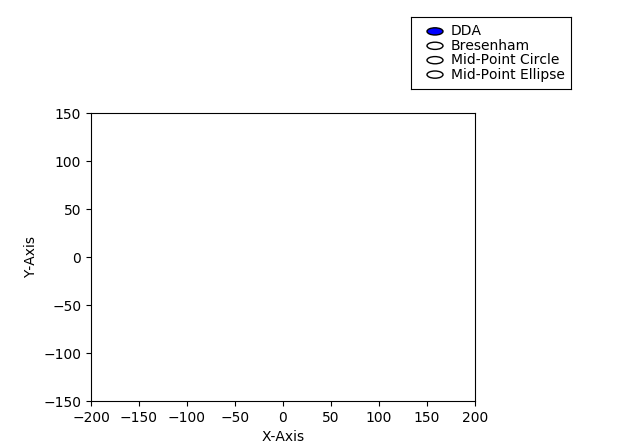 DDA
Bresenham
Mid-Point Circle
Mid-Point Ellipse
150
100
50
0
−50
−100
−150
Y-Axis
−200 −150 −100 −50 0 50 100 150 200
X-Axis